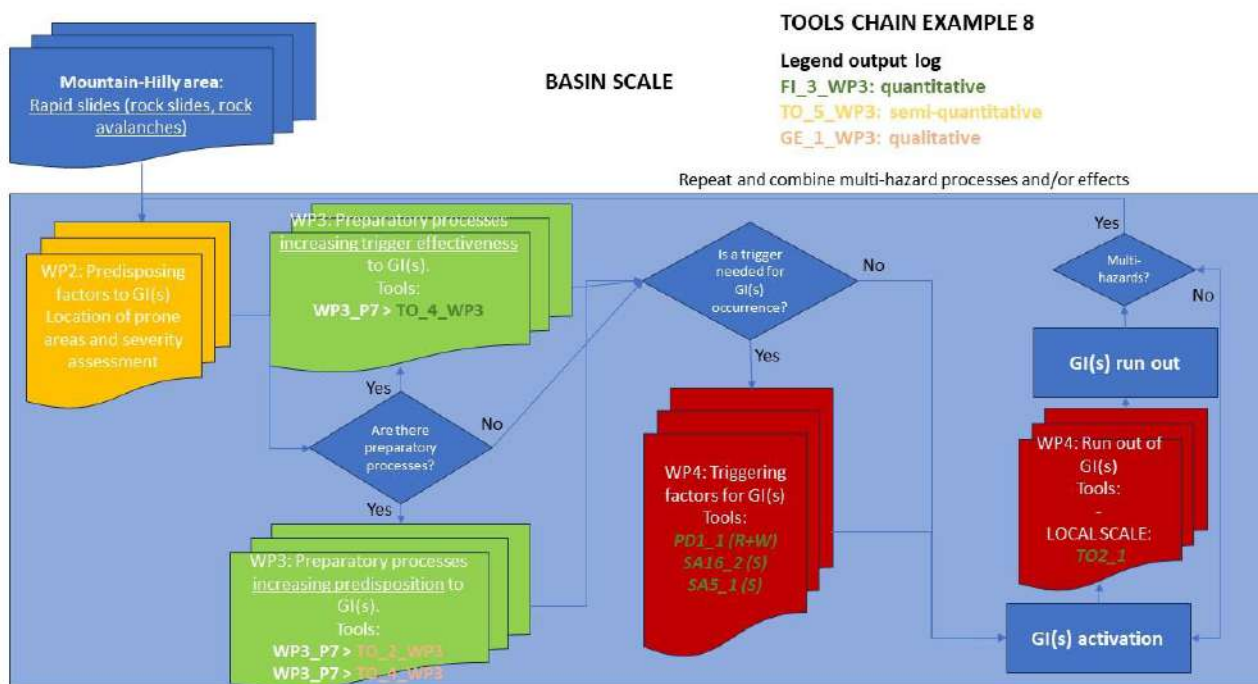 TOOLS CHAIN EXAMPLE 8
Legend output log
FI_3_WP3: quantitative
TO_5_WP3: semi-quantitative
GE_1_WP3: qualitative
BASIN SCALE
Mountain-Hilly area:
Rapid slides (rock slides, rock
avalanches)
Repeat and combine multi-hazard processes and/or effects
WP2: Predisposing
factors to GI(s)
Location of prone
areas and severity
assessment
WP3: Preparatory processes
increasing trigger effectiveness
to GI(s).
Tools:
WP3_P7 > TO_4_WP3
Yes
Are there
preparatory
processes?
No
Yes
WP3: Preparatory processes
increasing predisposition to
GI(s).
Tools:
WP3_P7 > TO_2_WP3
WP3_P7 > TO_4_WP3
Is a trigger
needed for
GI(s)
occurrence?
No
Yes
WP4: Triggering
factors for GI(s)
Tools:
PD1_1 (R+W)
SA16_2 (S)
SA5_1 (S)
Yes
Multi-
hazards?
No
GI(s) run out
WP4: Run out of
GI(s)
Tools:
-
LOCAL SCALE:
TO2_1
GI(s) activation